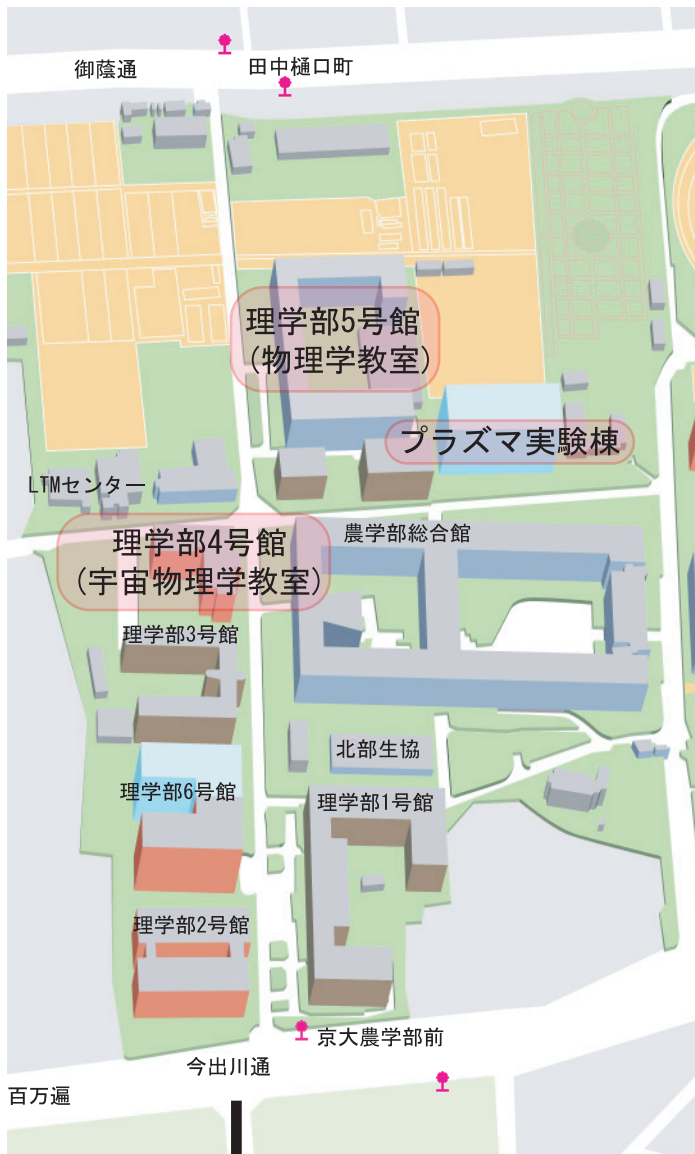 御蔭通
田中樋口町
理学部5号館
(物理学教室)
プラズマ実験棟
LTMセンター
理学部4号館
(宇宙物理学教室)
農学部総合館
理学部3号館
北部生協
理学部6号館
理学部1号館
理学部2号館
京大農学部前
今出川通
百万遍